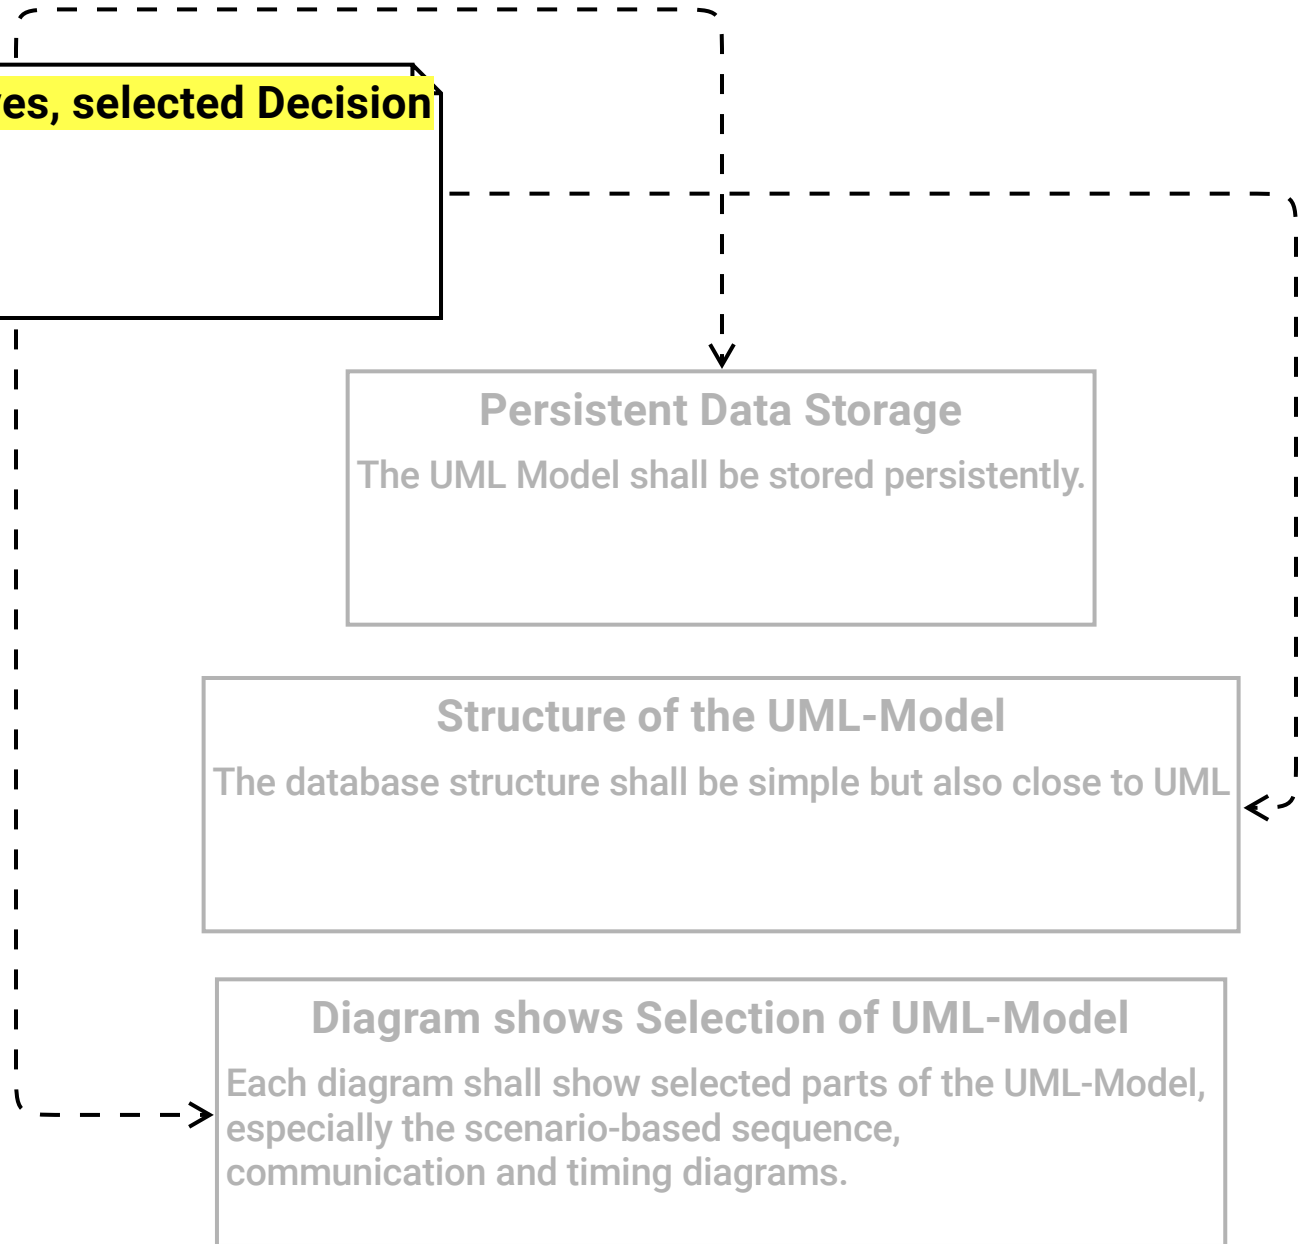 selected Decision
Persistent Data Storage
The UML Model shall be stored persistently.
Structure of the UML-Model
The database structure shall be simple but also close to UML
Diagram shows Selection of UML-Model
Each diagram shall show selected parts of the UML-Model,
especially the scenario-based sequence,
communication and timing diagrams.